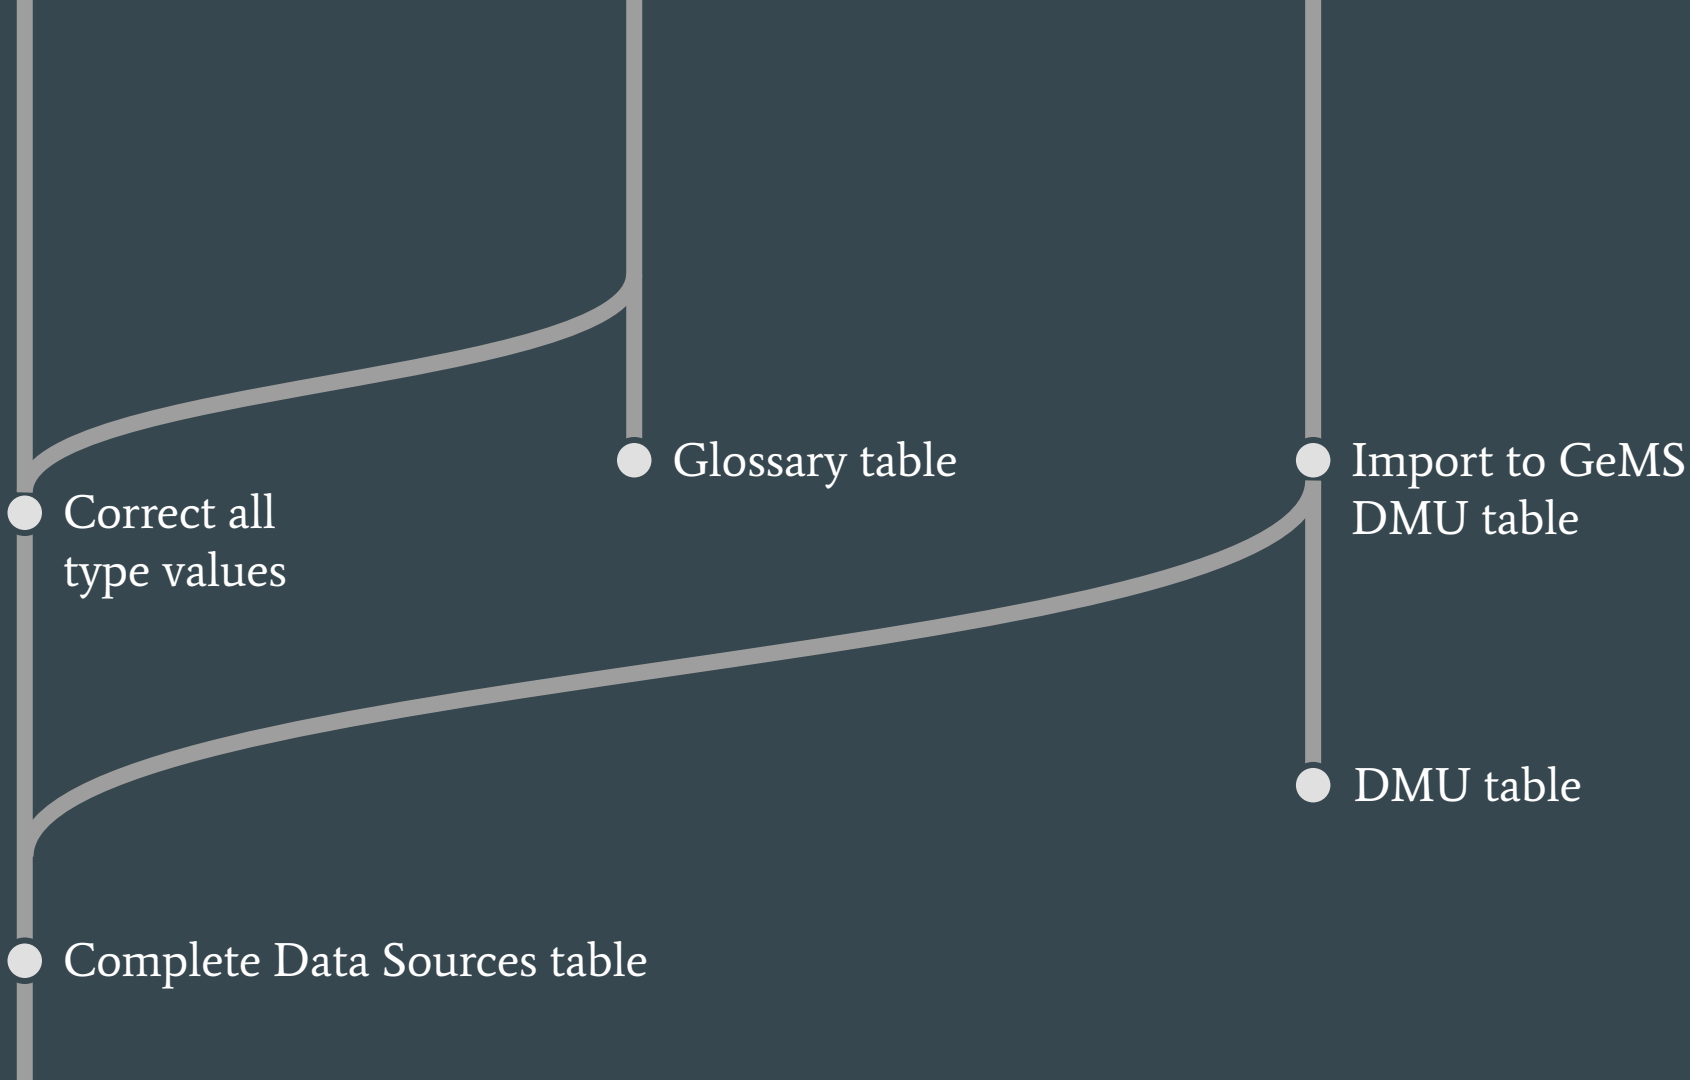 Glossary table
Import to GeMS
DMU table
Correct all
type values
DMU table
Complete Data Sources table